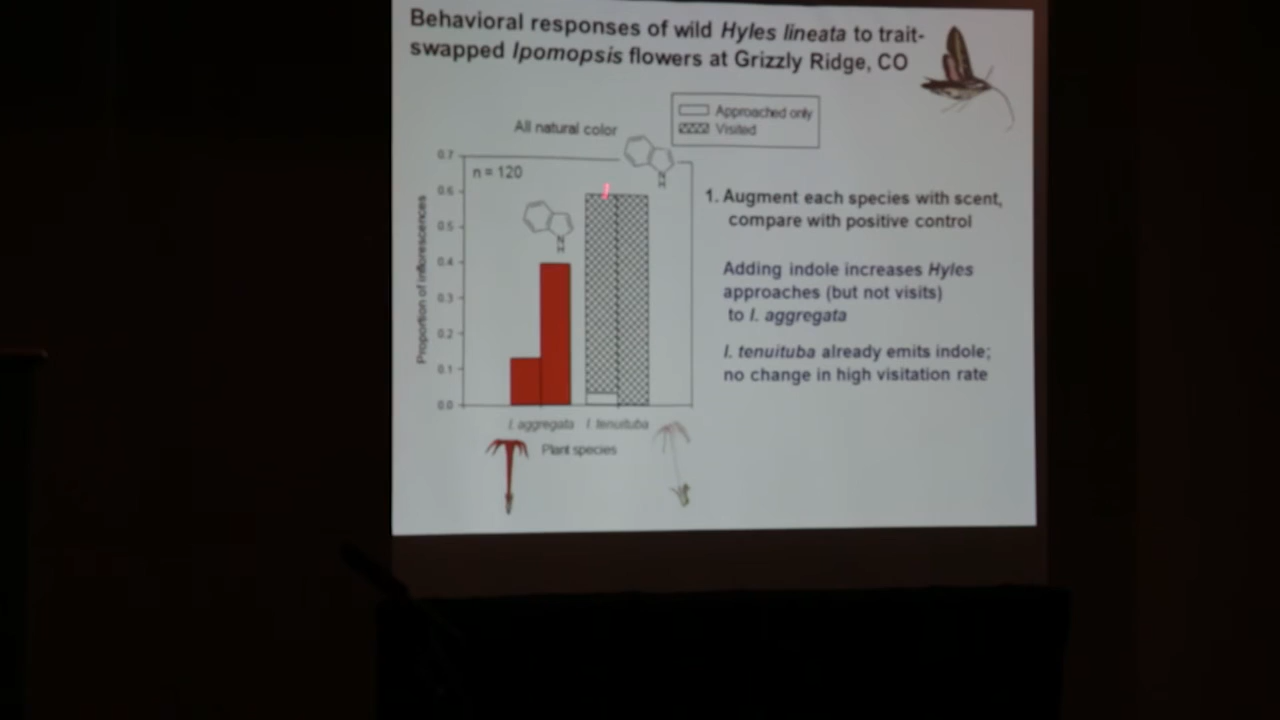 Behavioral responses of wild Hyles lineata to trait-
swapped Ipomopsis flowers at Grizzly Ridge, CO
Approached only
Visited
All natural color
n = 120
0.7
0.6
0.5
0.4
0.3
0.2
0.1
0.0
Proportion of inflorescences
N
H
N
H
I. aggregata
I. tenuituba
Plant species
1. Augment each species with scent,
compare with positive control
Adding indole increases Hyles
approaches (but not visits)
to I. aggregata
I. tenuituba already emits indole;
no change in high visitation rate